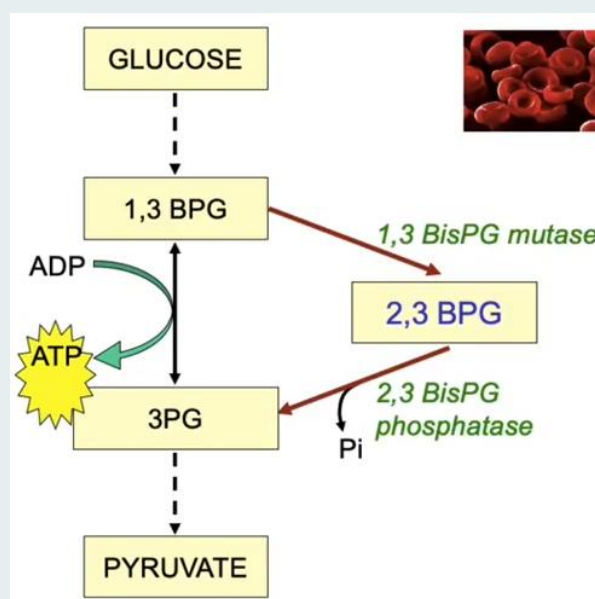 GLUCOSE
1,3 BPG
1,3 BisPG mutase
ADP
2,3 BPG
ATP
3PG
2,3 BisPG
phosphatase
Pi
PYRUVATE